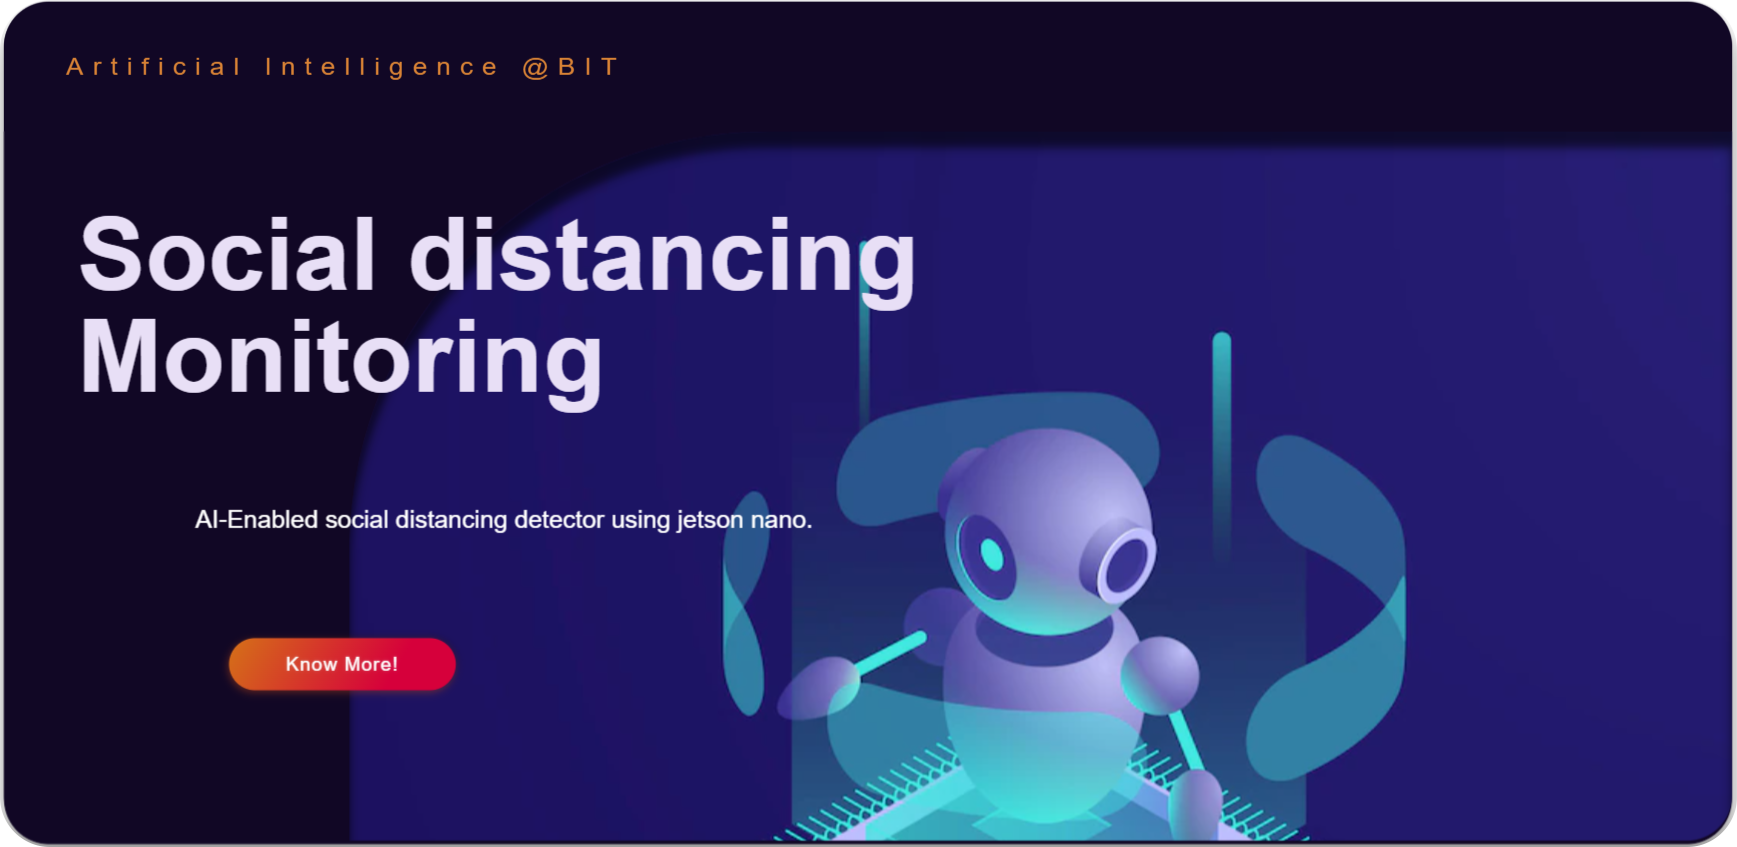 Artificial Intelligence @BIT
Social distancing
Monitoring
AI-Enabled social distancing detector using jetson nano.
Know More!